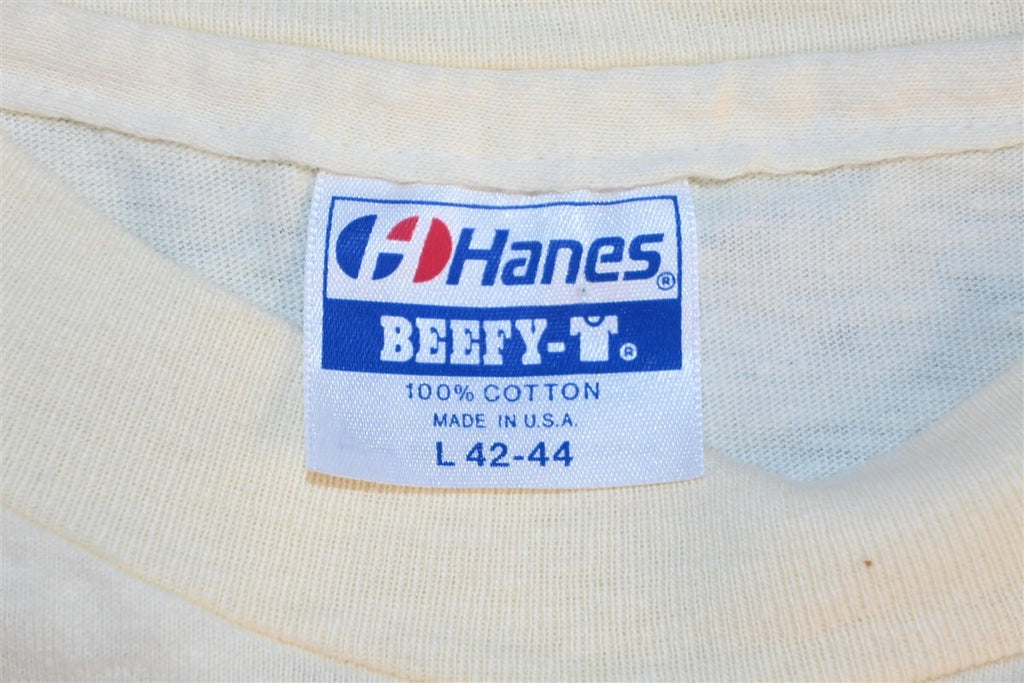 Hanes®
BEEFY-T®
100% COTTON
MADE IN U.S.A.
L 42-44